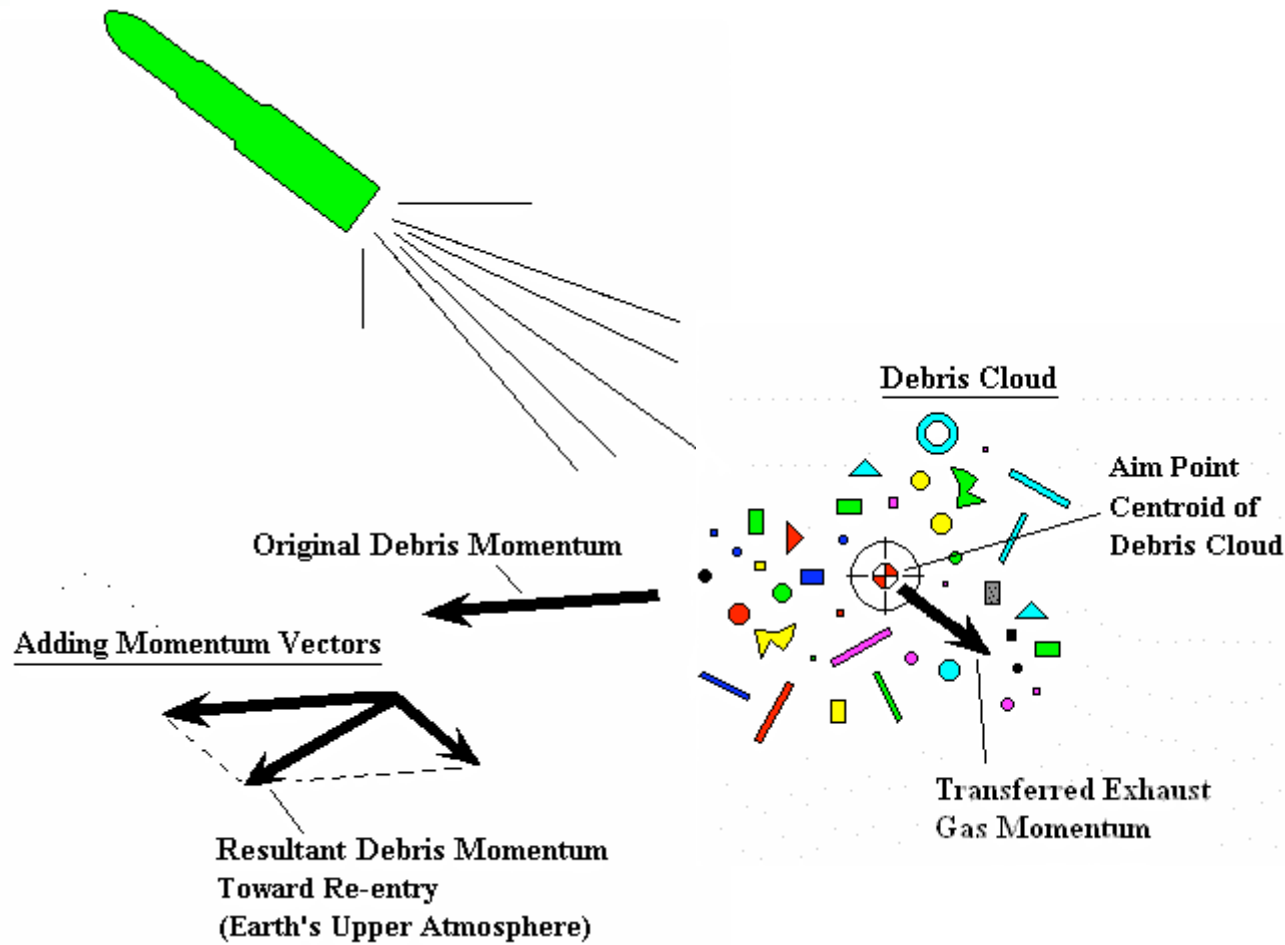 Debris Cloud
Aim Point
Centroid of
Debris Cloud
Original Debris Momentum
Adding Momentum Vectors
Transferred Exhaust
Gas Momentum
Resultant Debris Momentum
Toward Re-entry
(Earth's Upper Atmosphere)